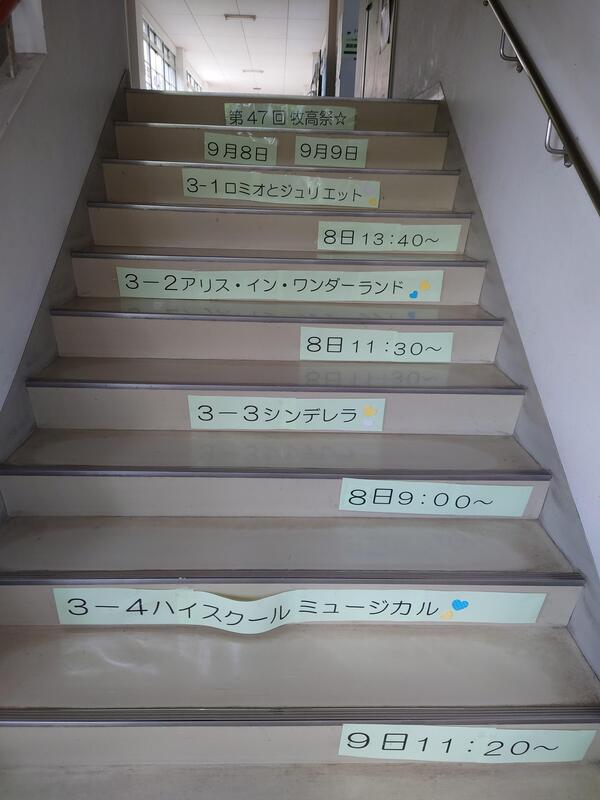 第47回 牧高祭☆
9月8日 9月9日
3-1ロミオとジュリエット
8日 13:40～
3－2アリス・イン・ワンダーランド
8日 11:30～
3－3シンデレラ
8日9:00～
3－4ハイスクール ミュージカル
9日11:20～